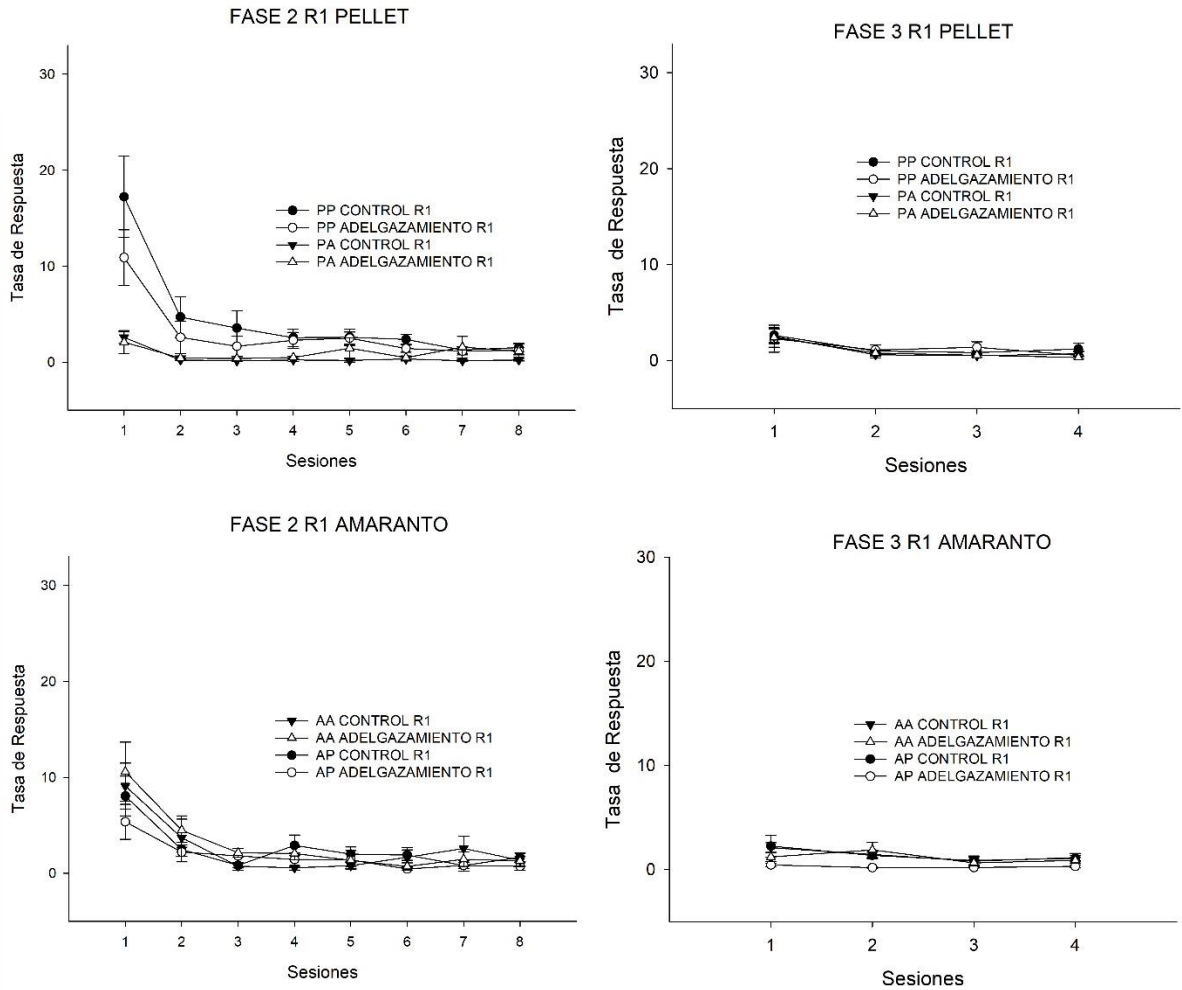 FASE 2 R1 PELLET
30
20
10
0
Tasa de Respuesta
PP CONTROL R1
PP ADELGAZAMIENTO R1
PA CONTROL R1
PA ADELGAZAMIENTO R1
1 2 3 4 5 6 7 8
Sesiones
FASE 3 R1 PELLET
30
20
10
0
Tasa de Respuesta
PP CONTROL R1
PP ADELGAZAMIENTO R1
PA CONTROL R1
PA ADELGAZAMIENTO R1
1 2 3 4
Sesiones
FASE 2 R1 AMARANTO
30
20
10
0
Tasa de Respuesta
AA CONTROL R1
AA ADELGAZAMIENTO R1
AP CONTROL R1
AP ADELGAZAMIENTO R1
1 2 3 4 5 6 7 8
Sesiones
FASE 3 R1 AMARANTO
30
20
10
0
Tasa de Respuesta
AA CONTROL R1
AA ADELGAZAMIENTO R1
AP CONTROL R1
AP ADELGAZAMIENTO R1
1 2 3 4
Sesiones